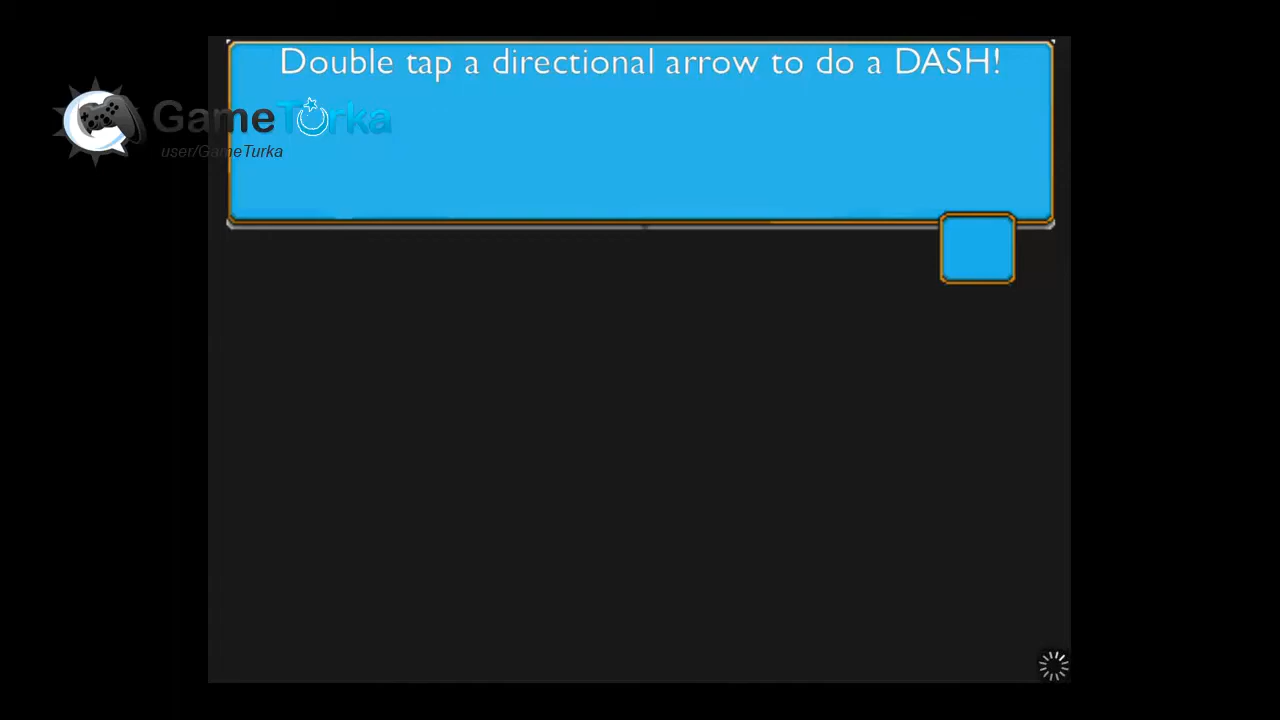 Double tap a directional arrow to do a DASH!
GameTurka
user/GameTurka